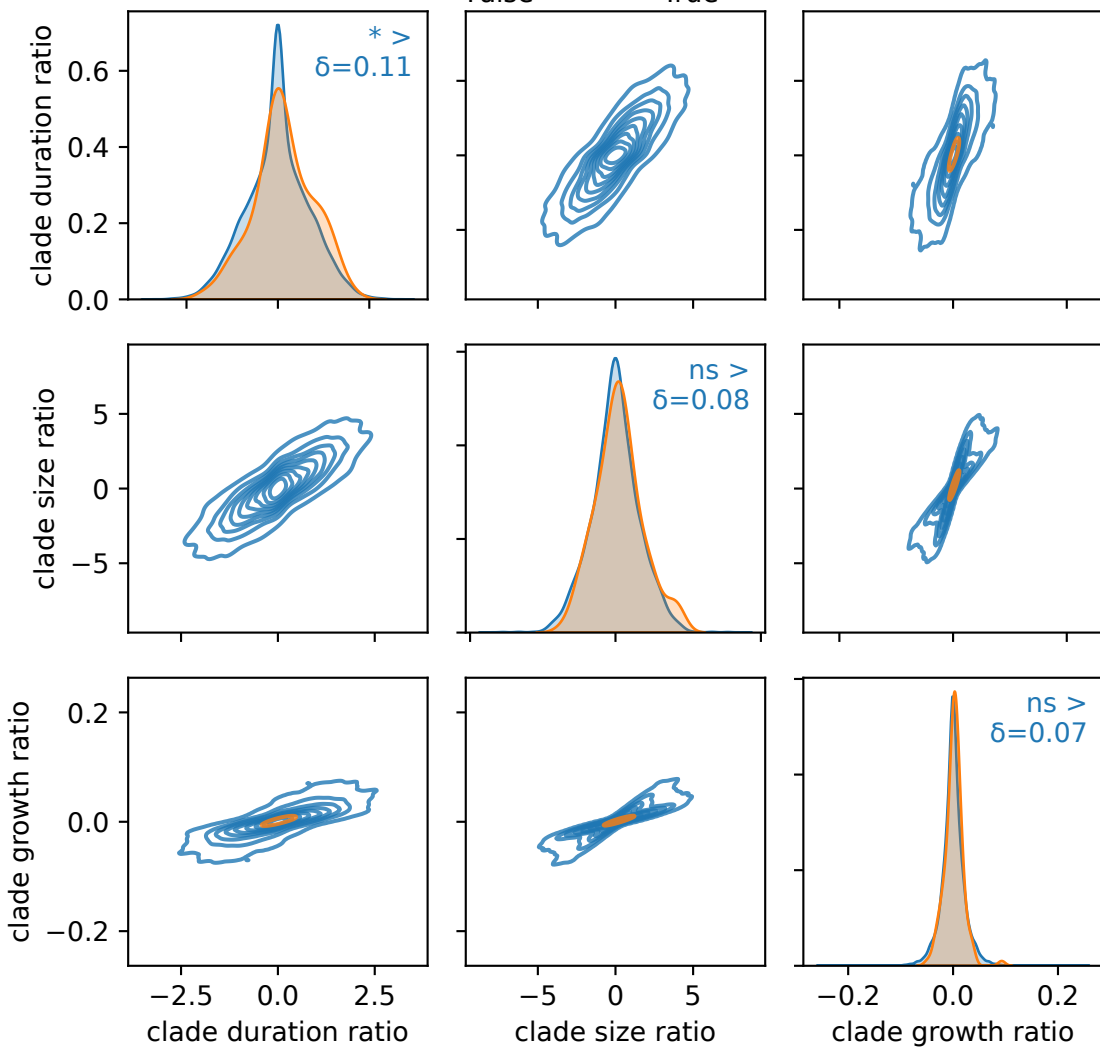 clade duration ratio
0.6
0.4
0.2
0.0
* >
δ=0.11
clade size ratio
5
0
−5
ns >
δ=0.08
clade growth ratio
0.2
0.0
−0.2
ns >
δ=0.07
−2.5 0.0 2.5
clade duration ratio
−5 0 5
clade size ratio
−0.2 0.0 0.2
clade growth ratio